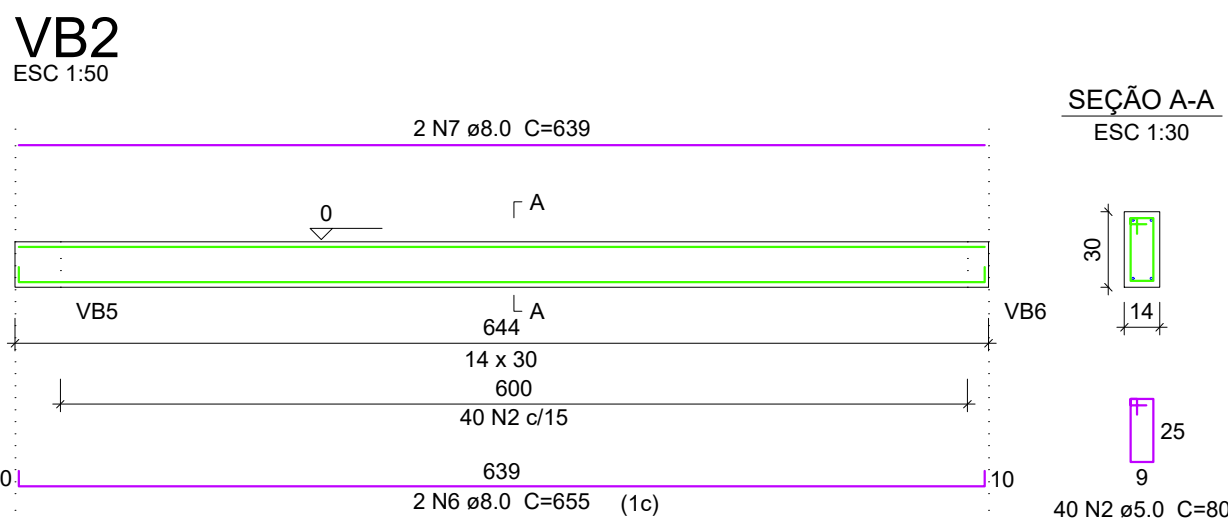 VB2
ESC 1:50
SEÇÃO A-A
ESC 1:30
2 N7 ø8.0 C=639
A
0
30
VB5
A
VB6
14
644
14 x 30
600
40 N2 c/15
25
0
639
10
9
2 N6 ø8.0 C=655 (1c)
40 N2 ø5.0 C=80